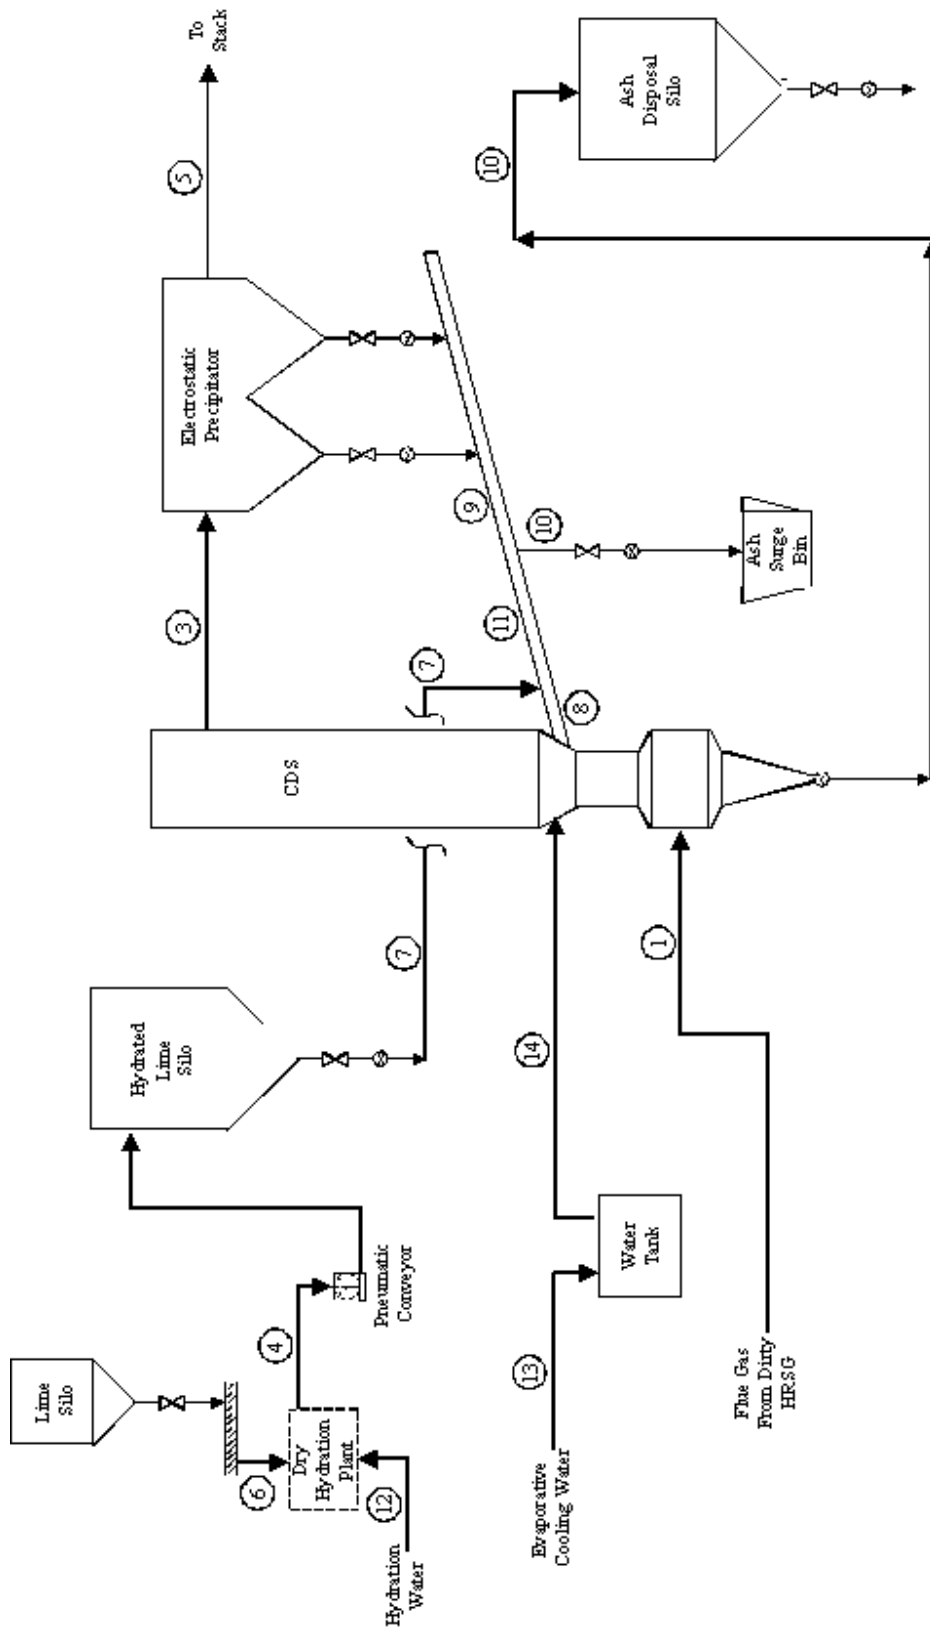 Lime
Silo
6
Dry
Hydration
Plant
12
Hydration
Water
4
Pneumatic
Conveyor
Hydrated
Lime
Silo
7
Evaporative
Cooling Water
13
Water
Tank
14
Flue Gas
From Dirty
HRSG
1
CDS
7
8
11
9
3
Electrostatic
Precipitator
5
To
Stack
10
Ash
Surge
Bin
10
Ash
Disposal
Silo